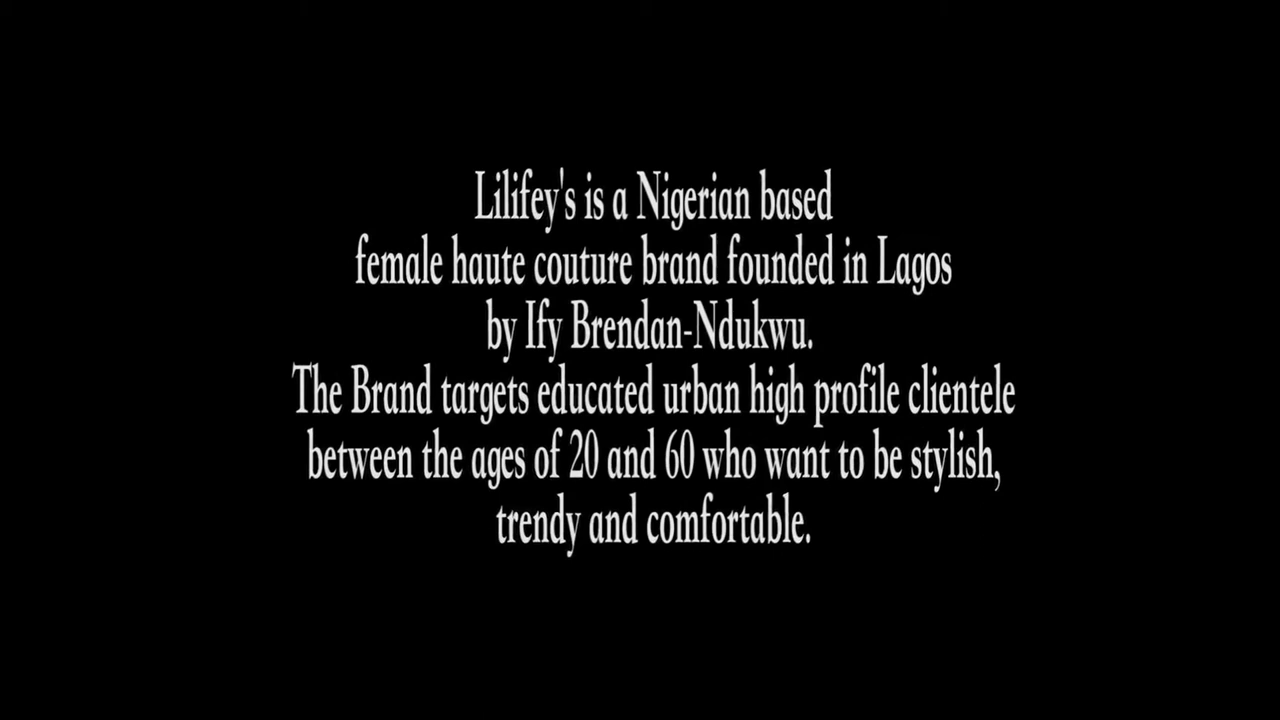 Lilifey's is a Nigerian based
female haute couture brand founded in Lagos
by Ify Brendan-Ndukwu.
The Brand targets educated urban high profile clientele
between the ages of 20 and 60 who want to be stylish,
trendy and comfortable.